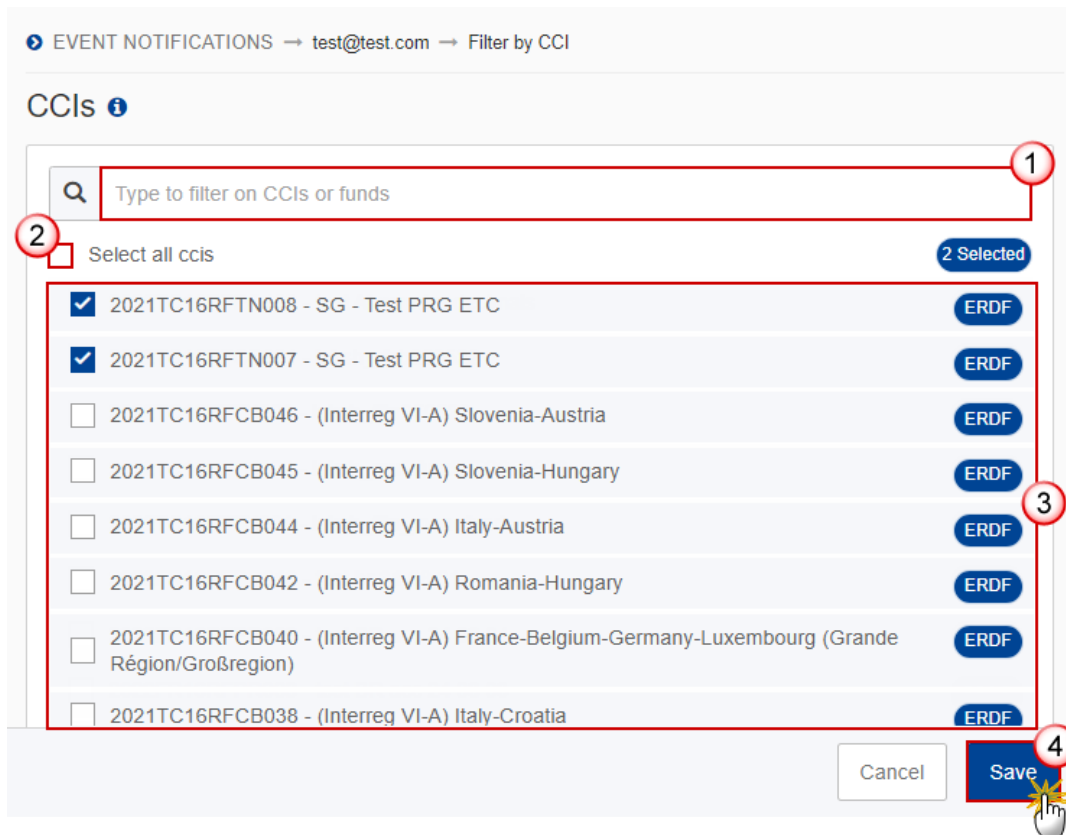 EVENT NOTIFICATIONS → test@test.com → Filter by CCI
CCIs
1
Type to filter on CCIs or funds
2
Select all ccis 2 Selected
2021TC16RFTN008 - SG - Test PRG ETC ERDF
2021TC16RFTN007 - SG - Test PRG ETC ERDF
2021TC16RFCB046 - (Interreg VI-A) Slovenia-Austria ERDF
2021TC16RFCB045 - (Interreg VI-A) Slovenia-Hungary ERDF
3
2021TC16RFCB044 - (Interreg VI-A) Italy-Austria ERDF
2021TC16RFCB042 - (Interreg VI-A) Romania-Hungary ERDF
2021TC16RFCB040 - (Interreg VI-A) France-Belgium-Germany-Luxembourg (Grande ERDF
Région/Großregion)
2021TC16RFCB038 - (Interreg VI-A) Italy-Croatia ERDF
4
Cancel Save